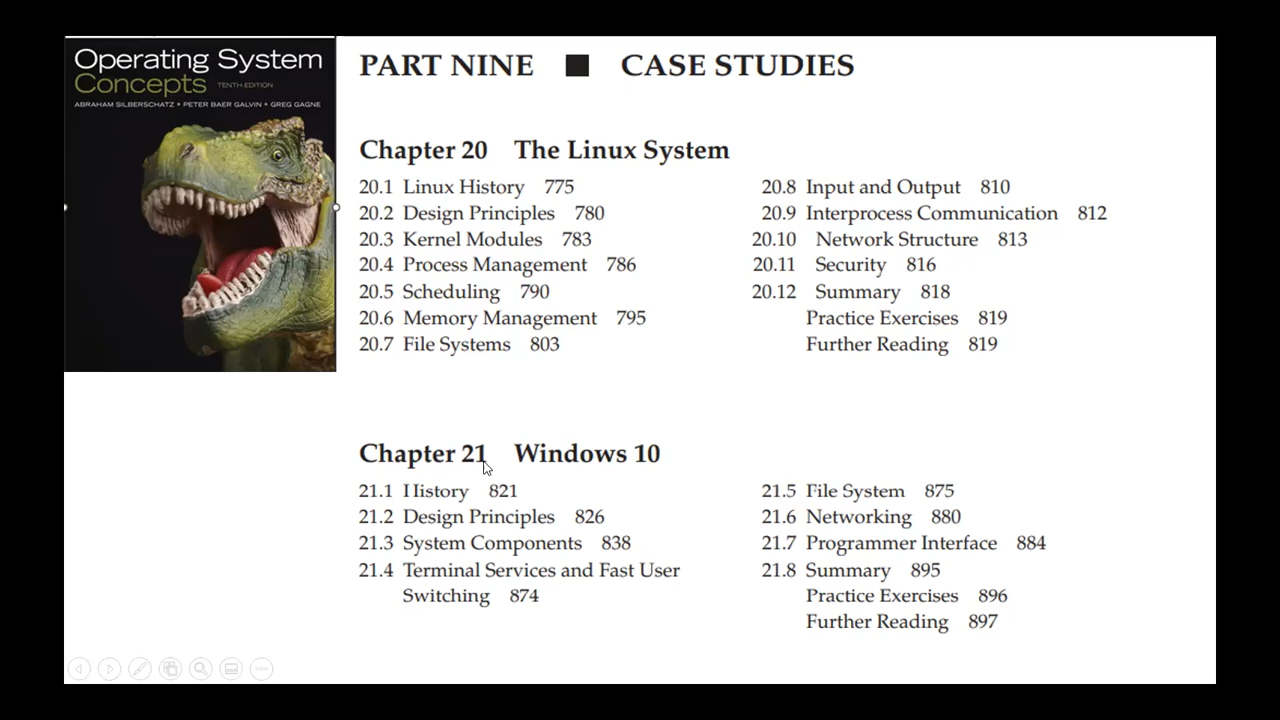 Operating System
Concepts TENTH EDITION
ABRAHAM SILBERSCHATZ • PETER BAER GALVIN • GREG GAGNE
PART NINE ■ CASE STUDIES
Chapter 20 The Linux System
20.1 Linux History 775
20.2 Design Principles 780
20.3 Kernel Modules 783
20.4 Process Management 786
20.5 Scheduling 790
20.6 Memory Management 795
20.7 File Systems 803
20.8 Input and Output 810
20.9 Interprocess Communication 812
20.10 Network Structure 813
20.11 Security 816
20.12 Summary 818
Practice Exercises 819
Further Reading 819
Chapter 21 Windows 10
21.1 History 821
21.2 Design Principles 826
21.3 System Components 838
21.4 Terminal Services and Fast User
Switching 874
21.5 File System 875
21.6 Networking 880
21.7 Programmer Interface 884
21.8 Summary 895
Practice Exercises 896
Further Reading 897